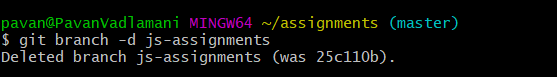 pavan@PavanVadlamani MINGW64 ~/assignments (master)
$ git branch -d js-assignments
Deleted branch js-assignments (was 25c110b).